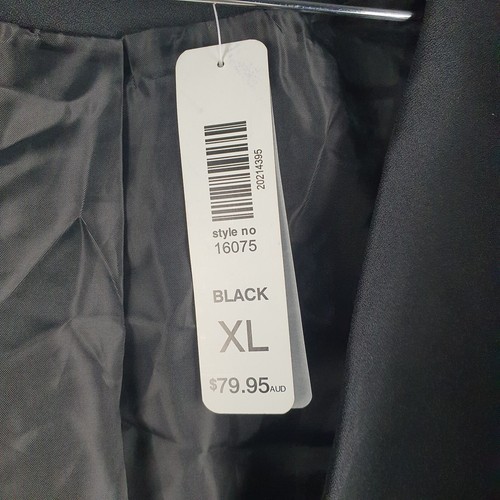 20214395
style no
16075
BLACK
XL
$79.95AUD